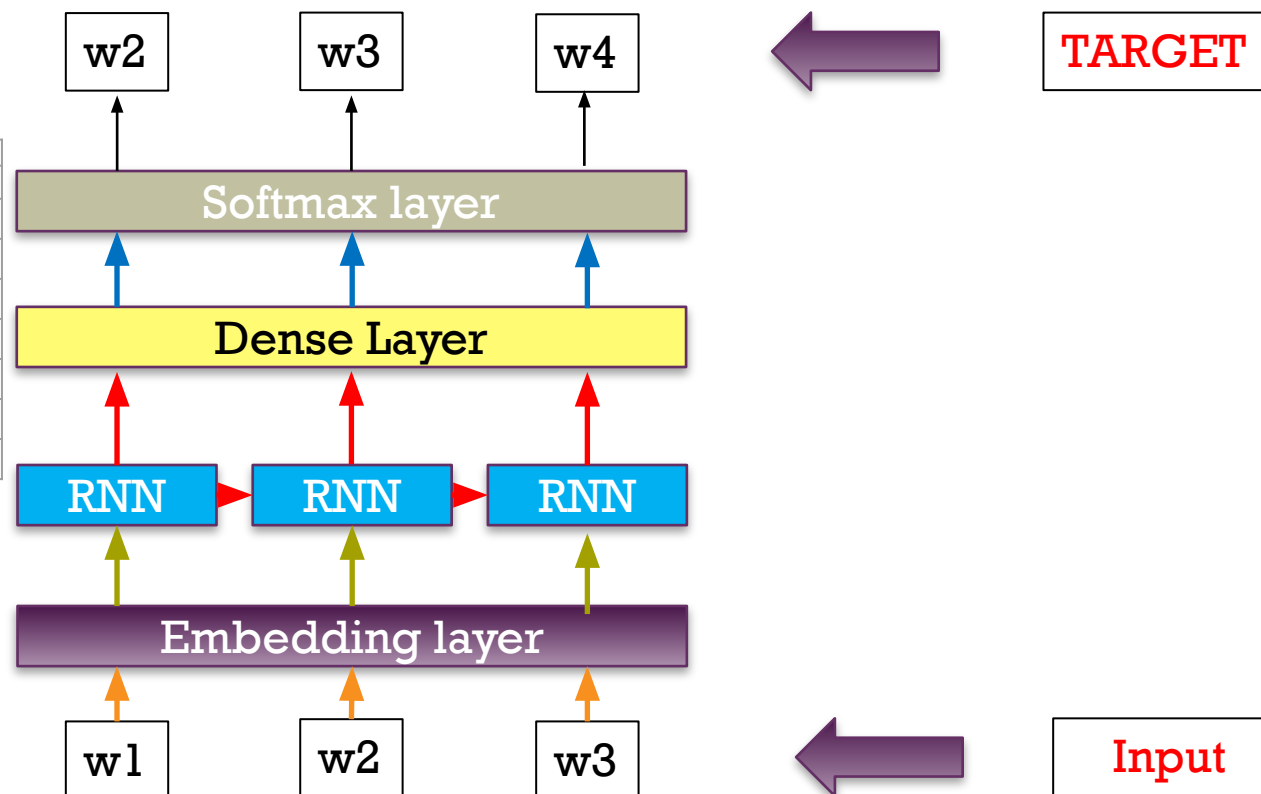 w2 w3 w4 TARGET
Softmax layer
Dense Layer
RNN RNN RNN
Embedding layer
w1 w2 w3 Input